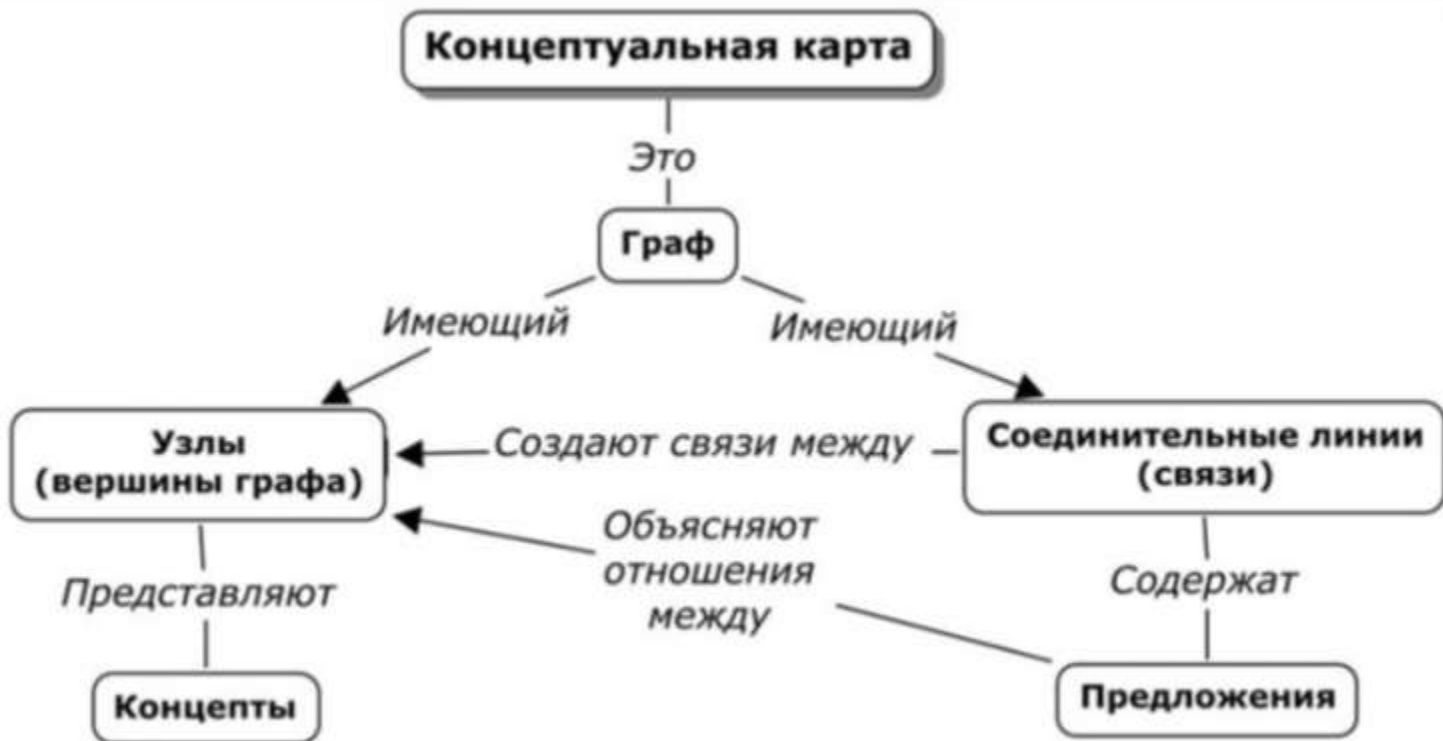 Концептуальная карта
Это
Граф
Имеющий
Имеющий
Узлы
(вершины графа)
Создают связи между
Соединительные линии
(связи)
Объясняют
отношения
между
Представляют
Содержат
Концепты
Предложения